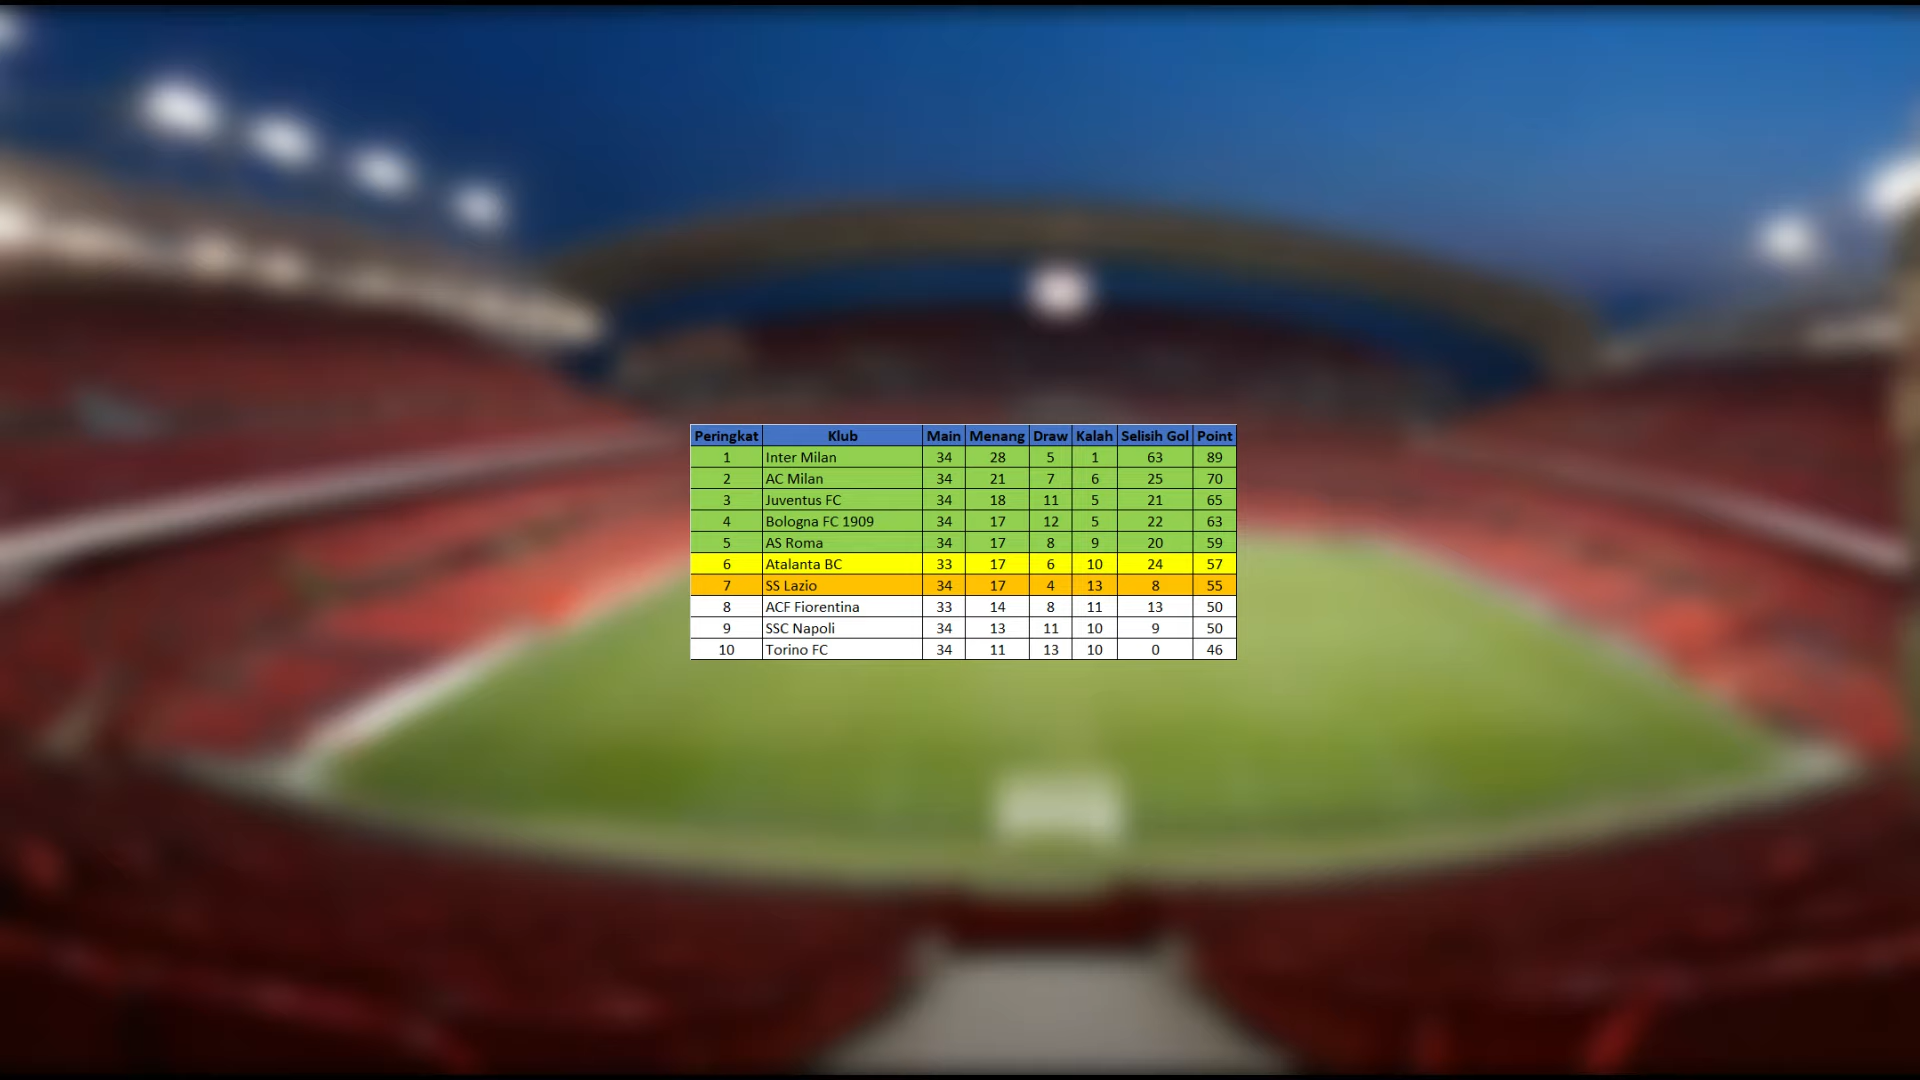 Peringkat Klub Main Menang Draw Kalah Selisih Gol Point
1 Inter Milan 34 28 5 1 63 89
2 AC Milan 34 21 7 6 25 70
3 Juventus FC 34 18 11 5 21 65
4 Bologna FC 1909 34 17 12 5 22 63
5 AS Roma 34 17 8 9 20 59
6 Atalanta BC 33 17 6 10 24 57
7 SS Lazio 34 17 4 13 8 55
8 ACF Fiorentina 33 14 8 11 13 50
9 SSC Napoli 34 13 11 10 9 50
10 Torino FC 34 11 13 10 0 46